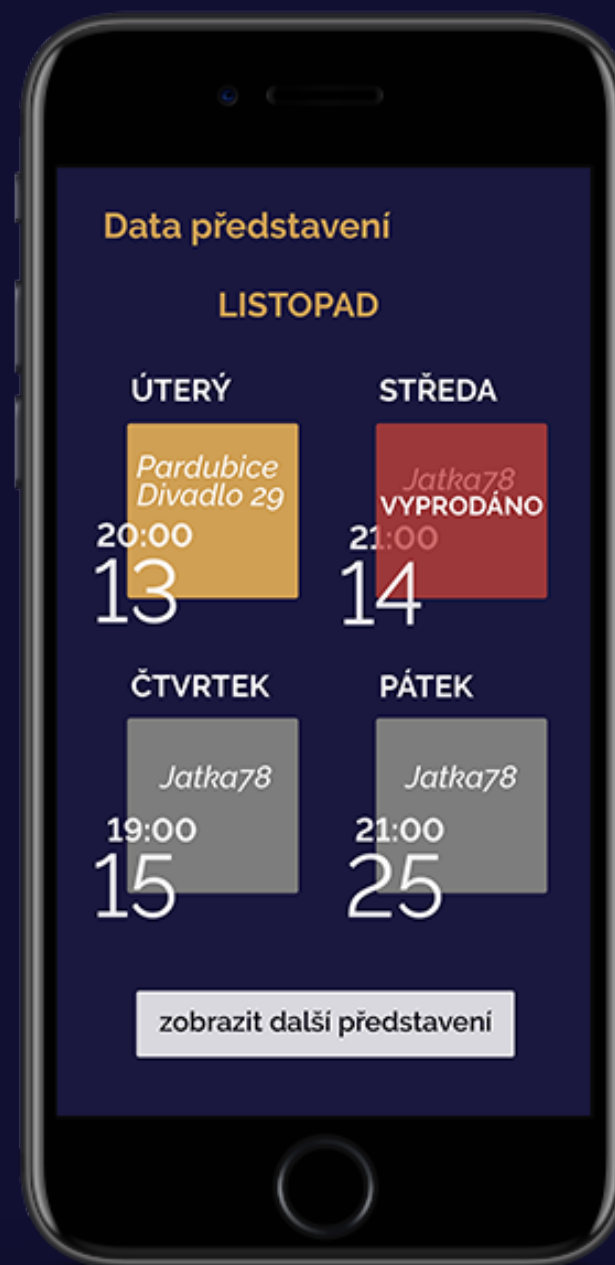 Data představení
LISTOPAD
ÚTERÝ
Pardubice
Divadlo 29
20:00
13
STŘEDA
Jatka78
VYPRODÁNO
21:00
14
ČTVRTEK
Jatka78
19:00
15
PÁTEK
Jatka78
21:00
25
zobrazit další představení